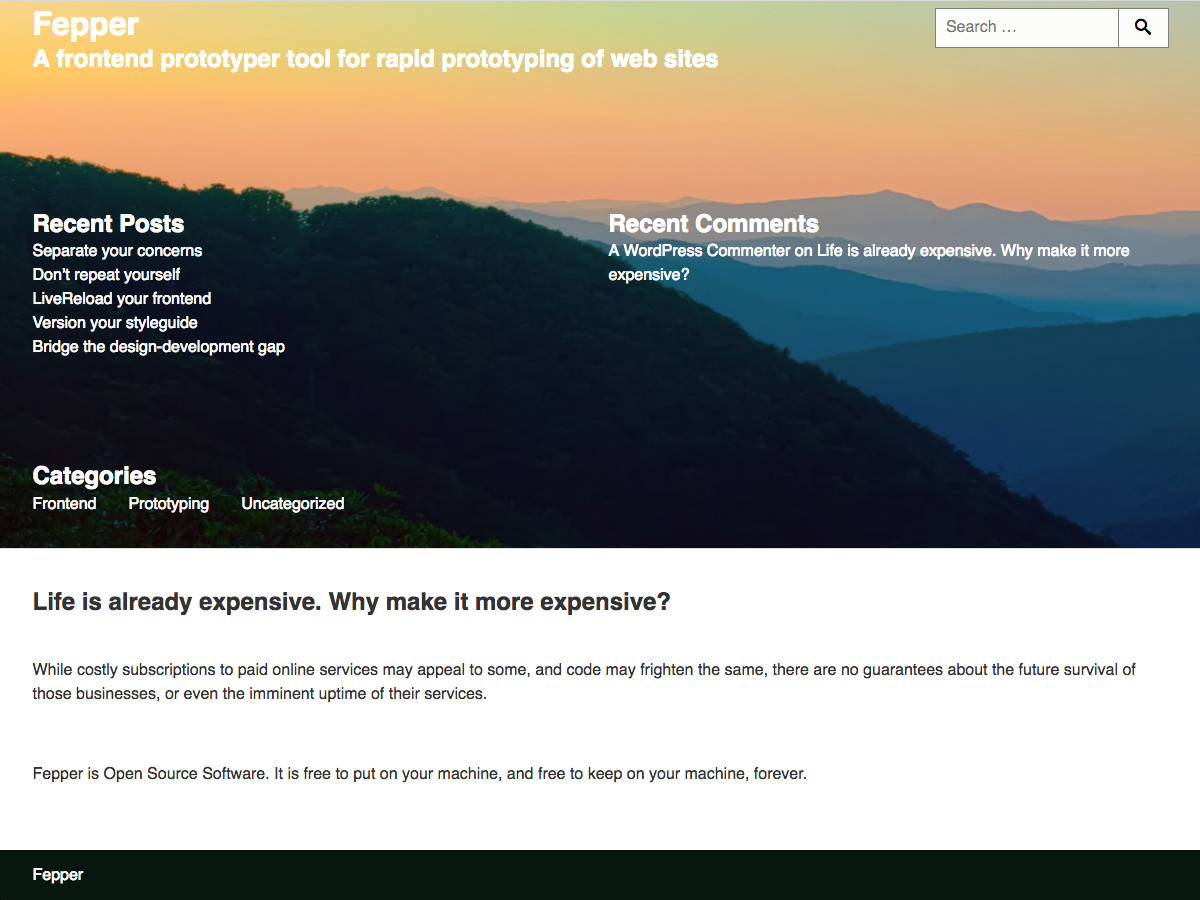 Fepper
A frontend prototyper tool for rapid prototyping of web sites
Search …
Recent Posts
Separate your concerns
Don’t repeat yourself
LiveReload your frontend
Version your styleguide
Bridge the design-development gap
Recent Comments
A WordPress Commenter on Life is already expensive. Why make it more
expensive?
Categories
Frontend Prototyping Uncategorized
Life is already expensive. Why make it more expensive?
While costly subscriptions to paid online services may appeal to some, and code may frighten the same, there are no guarantees about the future survival of
those businesses, or even the imminent uptime of their services.
Fepper is Open Source Software. It is free to put on your machine, and free to keep on your machine, forever.
Fepper